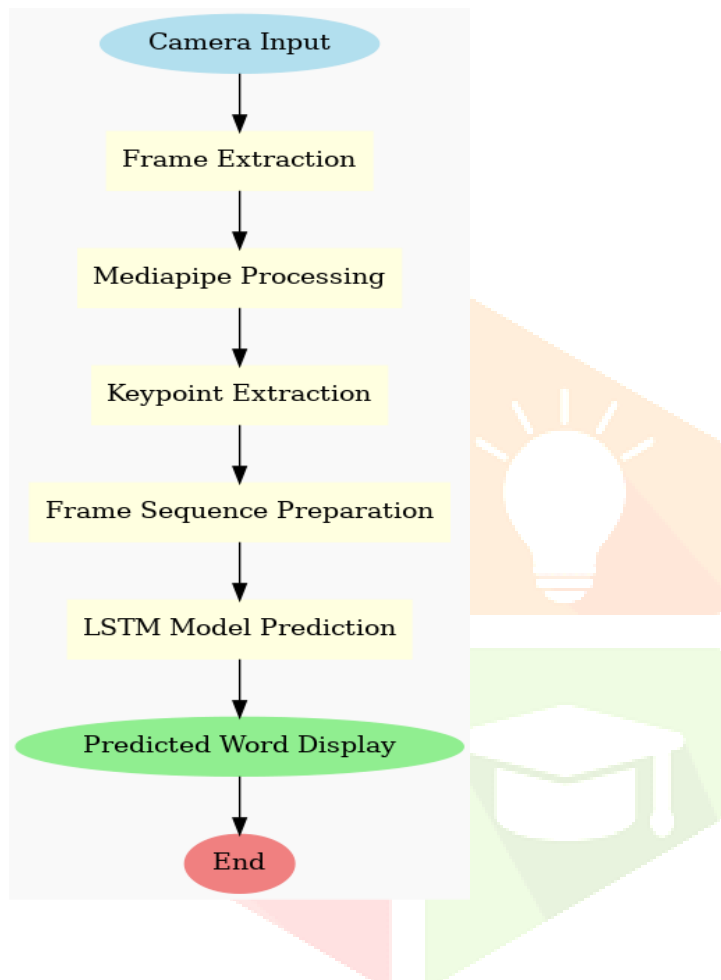 Camera Input
Frame Extraction
Mediapipe Processing
Keypoint Extraction
Frame Sequence Preparation
LSTM Model Prediction
Predicted Word Display
End